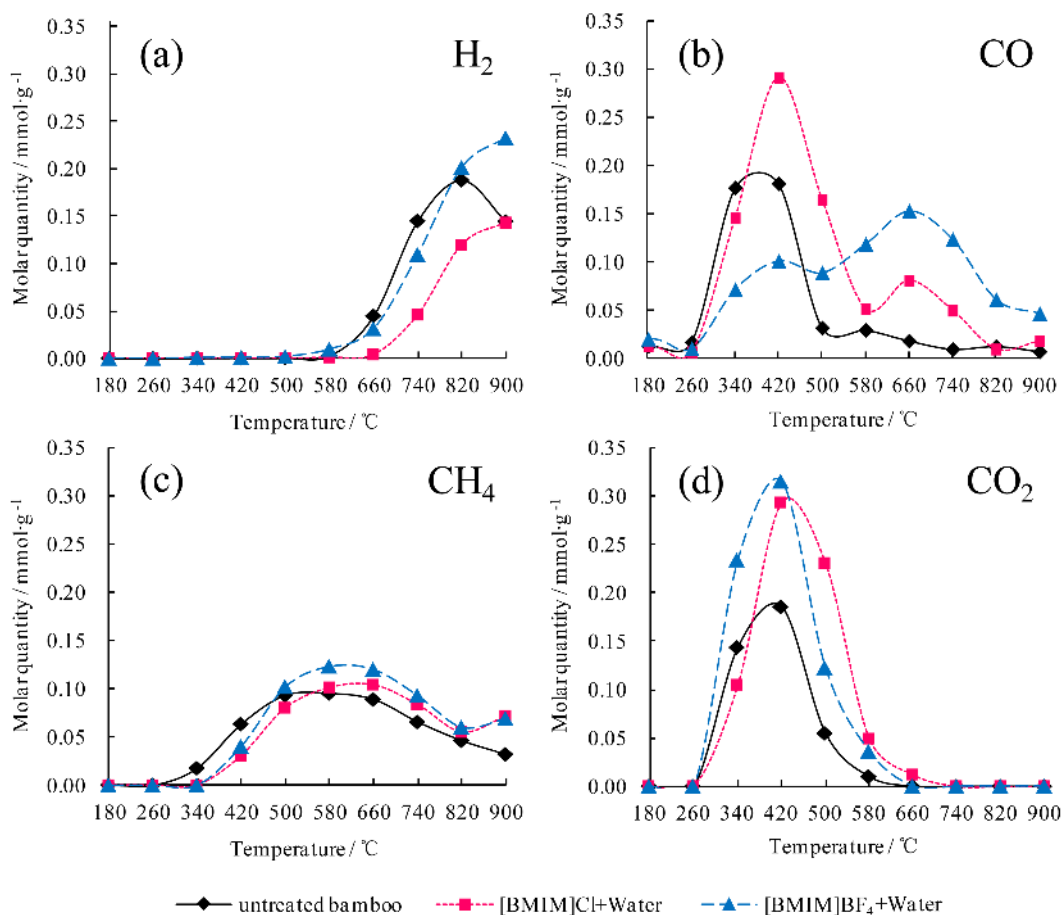 (a)
H2
Molar quantity / mmol·g-1
0.35
0.30
0.25
0.20
0.15
0.10
0.05
0.00
180 260 340 420 500 580 660 740 820 900
Temperature / ℃
(b)
CO
Molar quantity / mmol·g-1
0.35
0.30
0.25
0.20
0.15
0.10
0.05
0.00
180 260 340 420 500 580 660 740 820 900
Temperature / ℃
(c)
CH4
Molar quantity / mmol·g-1
0.35
0.30
0.25
0.20
0.15
0.10
0.05
0.00
180 260 340 420 500 580 660 740 820 900
Temperature / ℃
(d)
CO2
Molar quantity / mmol·g-1
0.35
0.30
0.25
0.20
0.15
0.10
0.05
0.00
180 260 340 420 500 580 660 740 820 900
Temperature / ℃
untreated bamboo [BMIM]Cl+Water [BMIM]BF4+Water